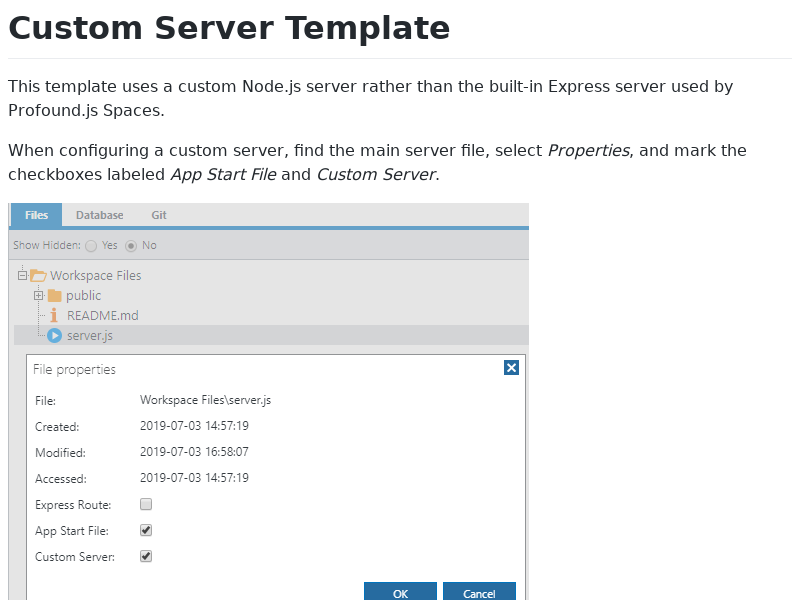 Custom Server Template
This template uses a custom Node.js server rather than the built-in Express server used by
Profound.js Spaces.
When configuring a custom server, find the main server file, select Properties, and mark the
checkboxes labeled App Start File and Custom Server.
Files Database Git
Show Hidden: Yes No
Workspace Files
public
README.md
server.js
File properties
File: Workspace Files\server.js
Created: 2019-07-03 14:57:19
Modified: 2019-07-03 16:58:07
Accessed: 2019-07-03 14:57:19
Express Route:
App Start File:
Custom Server:
OK Cancel